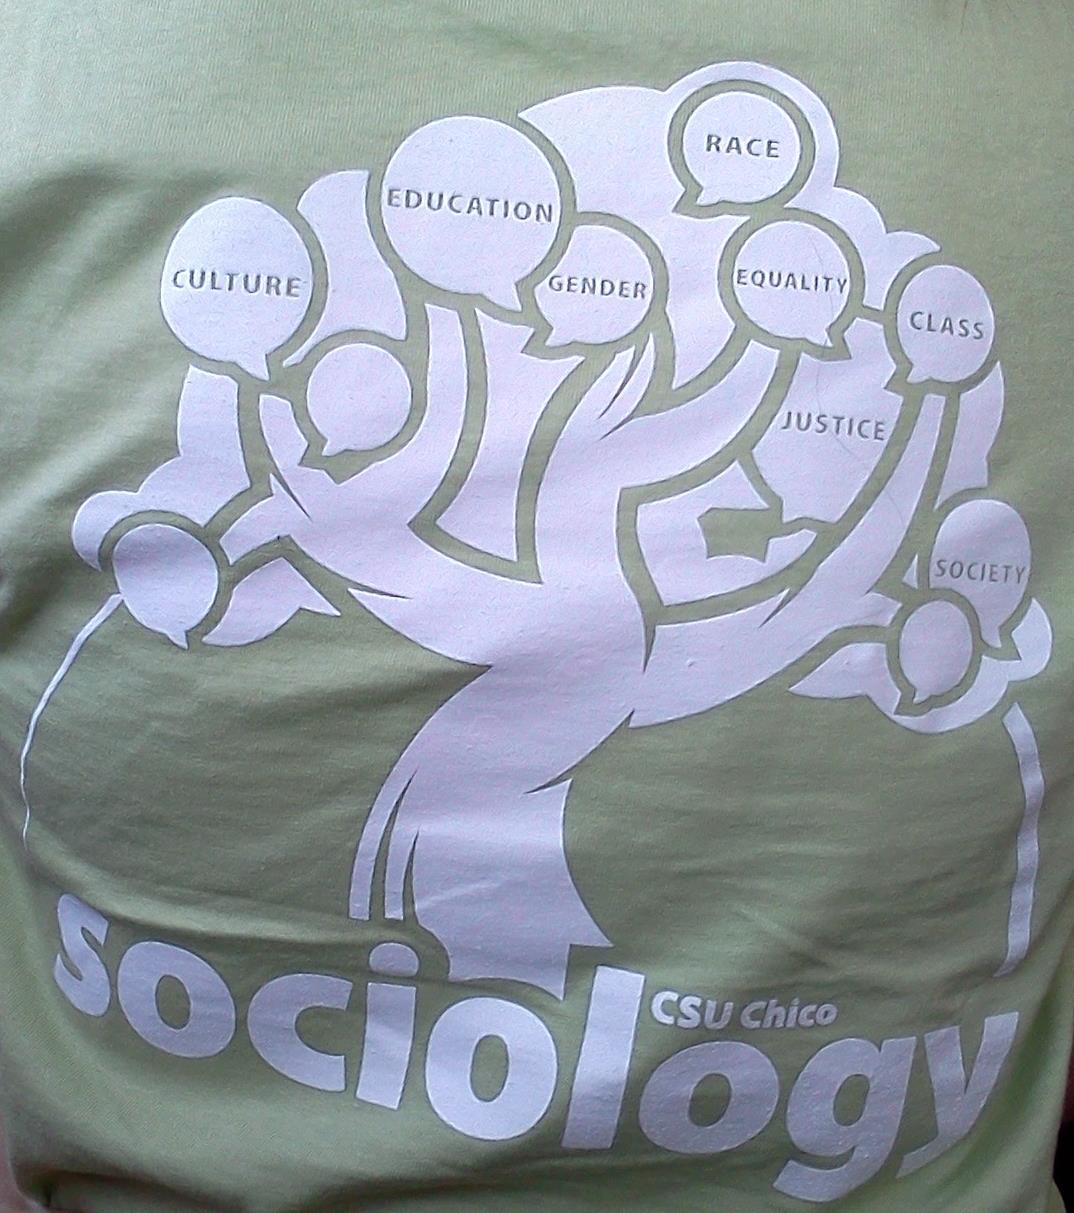 RACE
EDUCATION
CULTURE
GENDER
EQUALITY
CLASS
JUSTICE
SOCIETY
CSU Chico
sociology